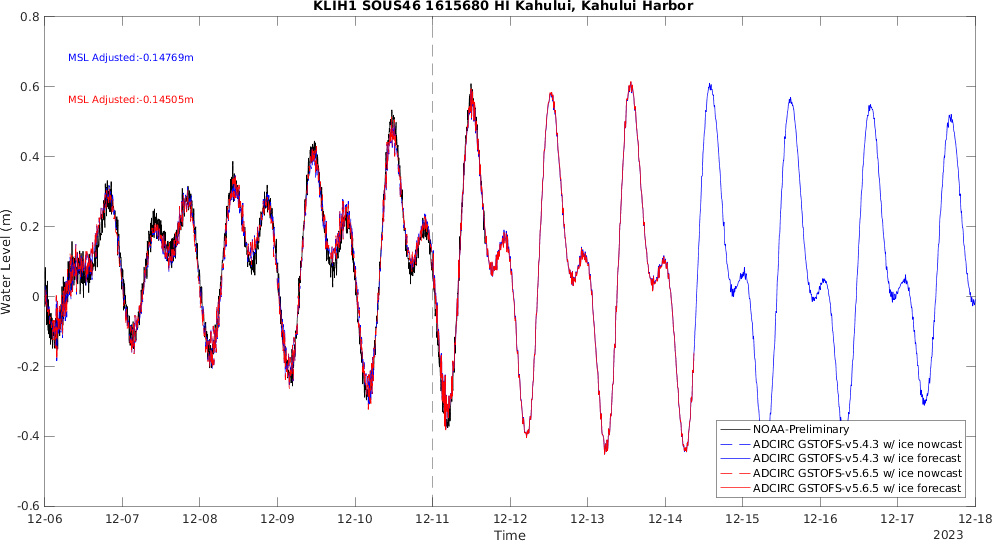 KLIH1 SOUS46 1615680 HI Kahului, Kahului Harbor
0.8
MSL Adjusted:-0.14769m
0.6
MSL Adjusted:-0.14505m
0.4
0.2
0
-0.2
-0.4
-0.6
Water Level (m)
NOAA-Preliminary
ADCIRC GSTOFS-v5.4.3 w/ ice nowcast
ADCIRC GSTOFS-v5.4.3 w/ ice forecast
ADCIRC GSTOFS-v5.6.5 w/ ice nowcast
ADCIRC GSTOFS-v5.6.5 w/ ice forecast
12-06 12-07 12-08 12-09 12-10 12-11 12-12 12-13 12-14 12-15 12-16 12-17 12-18
Time
2023